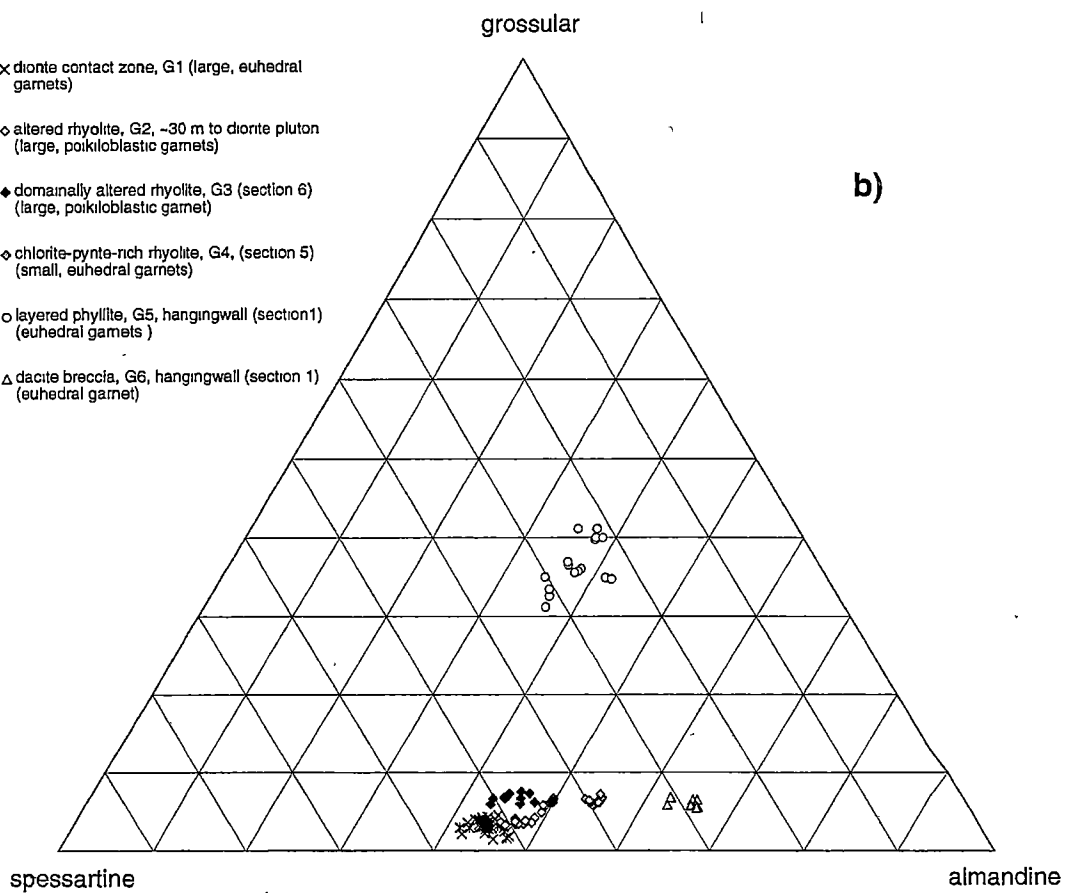 grossular
× dionte contact zone, G1 (large, euhedral
garnets)
◇ altered rhyolite, G2, ~30 m to diorite pluton
(large, poikiloblastic garnets)
◆ domainally altered rhyolite, G3 (section 6)
(large, poikiloblastic garnet)
◇ chlorite-pynte-rich rhyolite, G4, (section 5)
(small, euhedral garnets)
○ layered phyllite, G5, hangingwall (section1)
(euhedral garnets )
△ dacite breccia, G6, hangingwall (section 1)
(euhedral garnet)
b)
spessartine
almandine